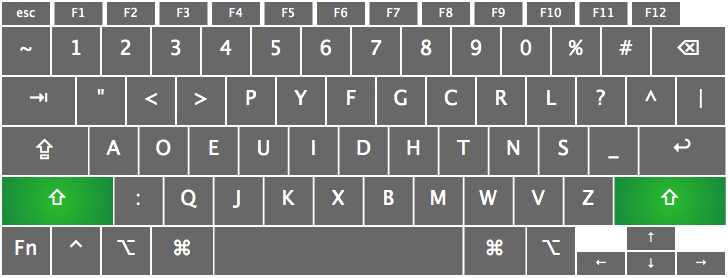 esc F1 F2 F3 F4 F5 F6 F7 F8 F9 F10 F11 F12
~ 1 2 3 4 5 6 7 8 9 0 % # ⌫
⇥ " < > P Y F G C R L ? ^ |
⇪ A O E U I D H T N S _ ↩
⇧ : Q J K X B M W V Z ⇧
Fn ^ ⌥ ⌘ ⌘ ⌥ ↑
← ↓ →